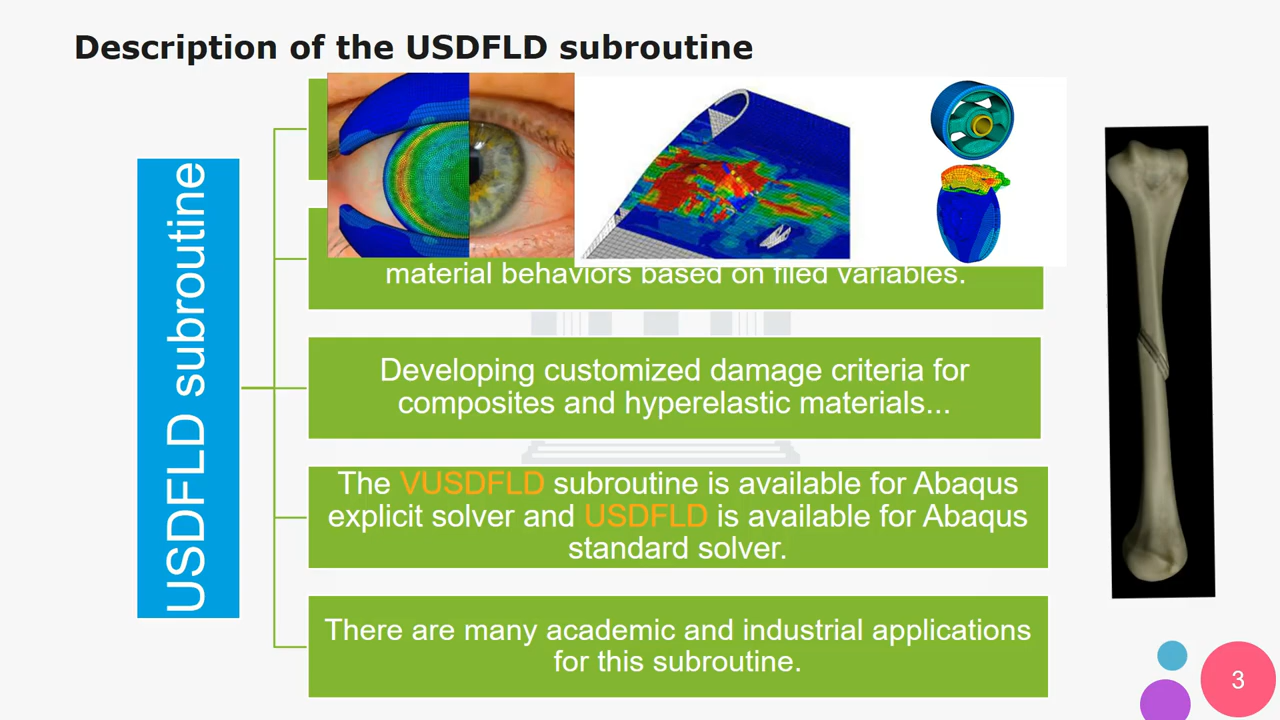 Description of the USDFLD subroutine
USDFLD subroutine
material behaviors based on filed variables.
Developing customized damage criteria for
composites and hyperelastic materials...
The VUSDFLD subroutine is available for Abaqus
explicit solver and USDFLD is available for Abaqus
standard solver.
There are many academic and industrial applications
for this subroutine.
3